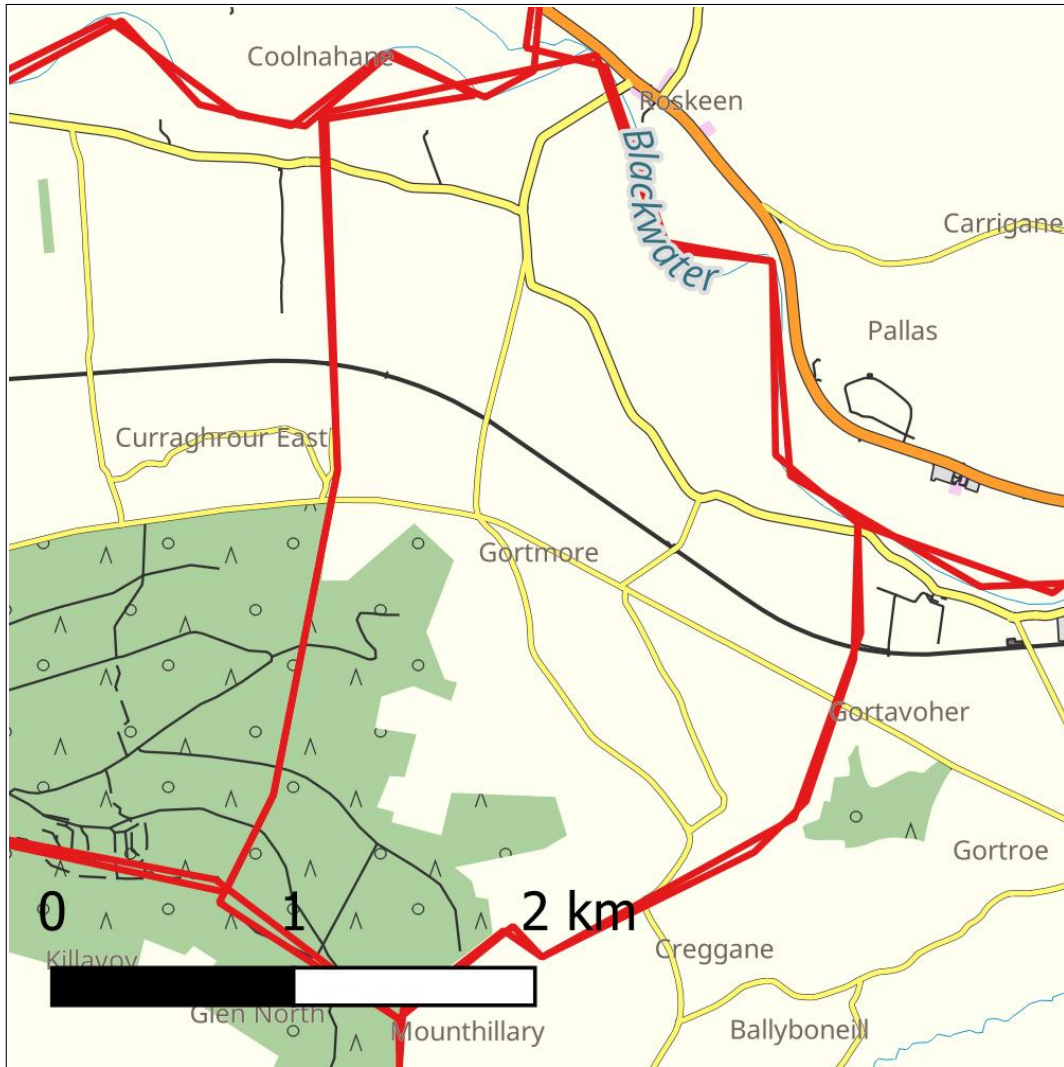 Coolnahane
Roskeen
Blackwater
Carrigane
Pallas
Curraghrour East
Gortmore
Gortavoher
Gortroe
0 1 2 km
Creggane
Killavoy
Glen North
Mounthillary
Ballyboneill